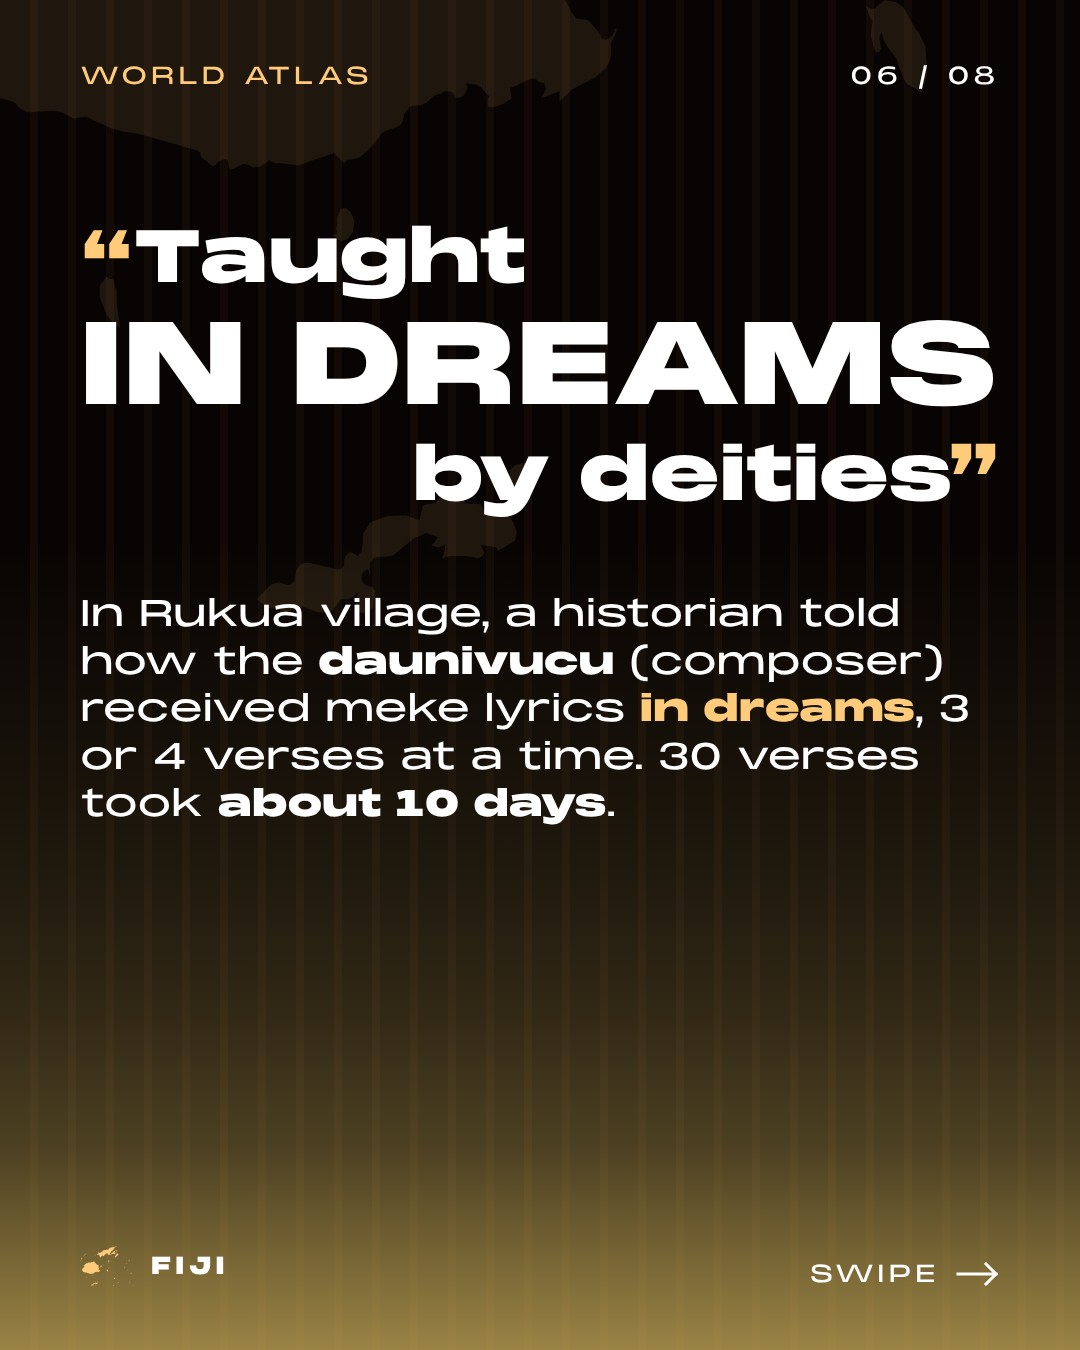 WORLD ATLAS
06 / 08
“Taught
IN DREAMS
by deities”
In Rukua village, a historian told
how the daunivucu (composer)
received meke lyrics in dreams, 3
or 4 verses at a time. 30 verses
took about 10 days.
FIJI
SWIPE →